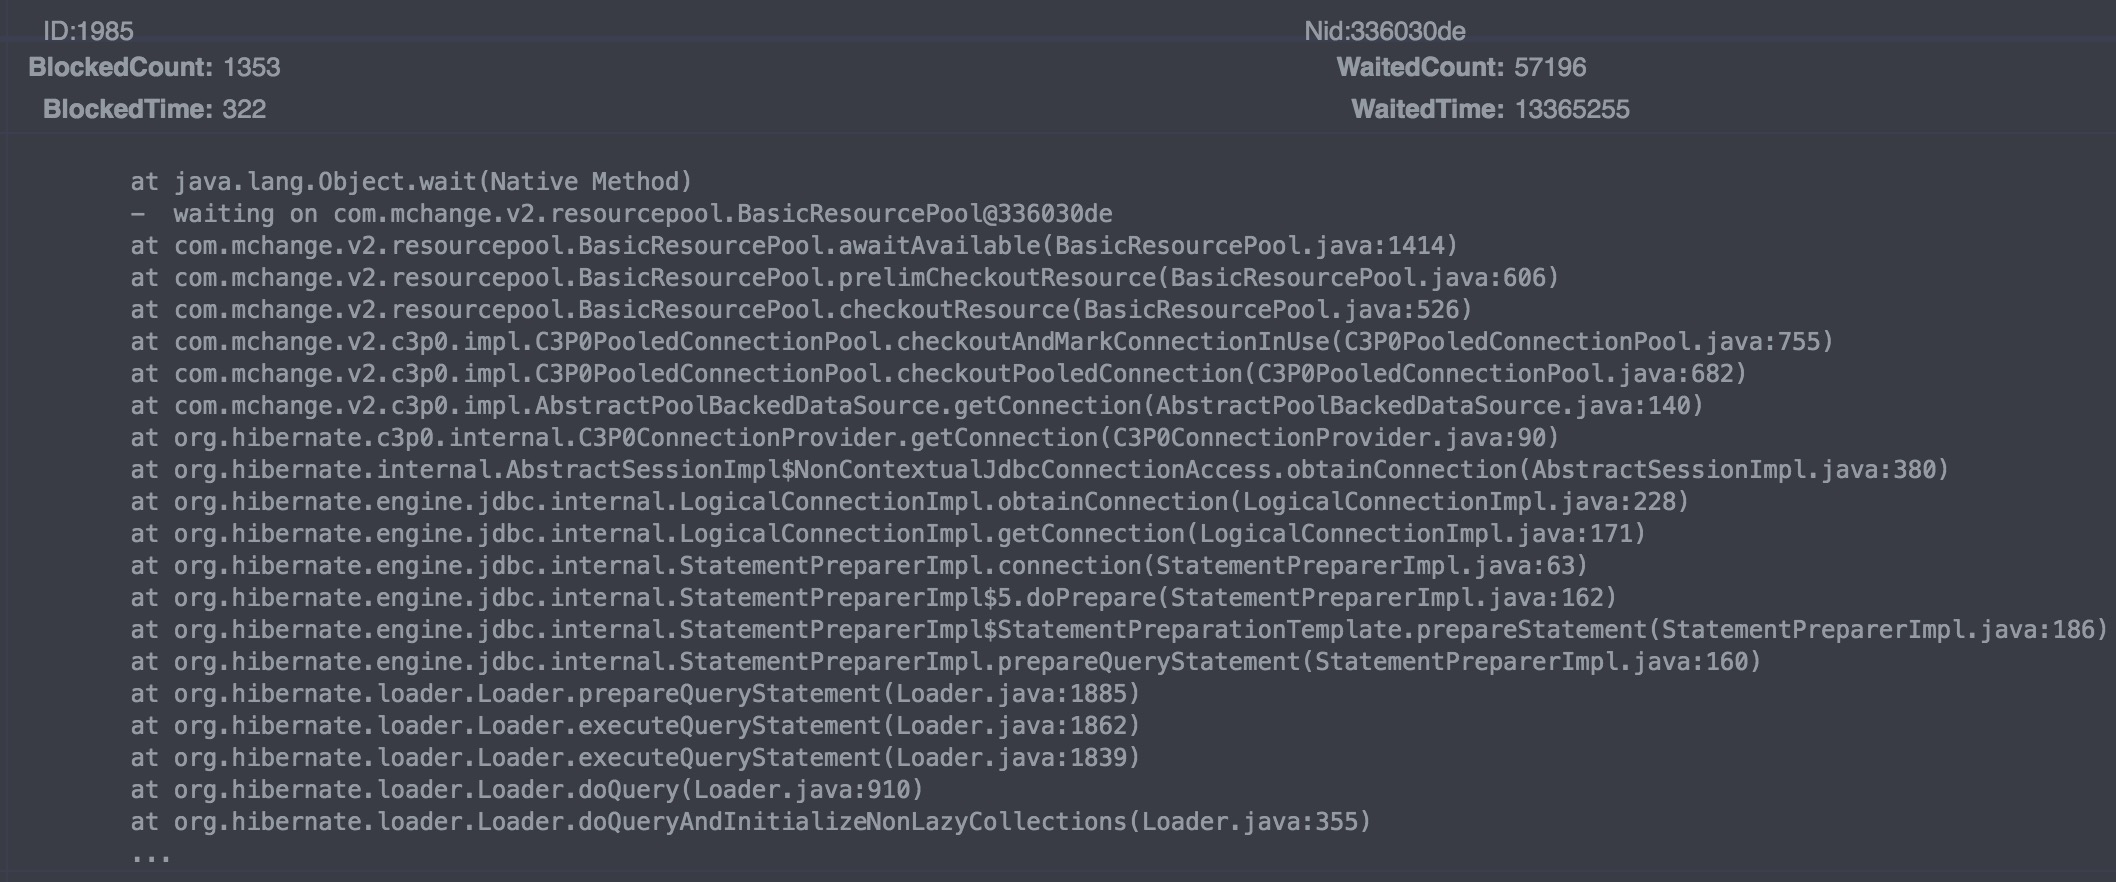 ID:1985 Nid:336030de
BlockedCount: 1353 WaitedCount: 57196
BlockedTime: 322 WaitedTime: 13365255
at java.lang.Object.wait(Native Method)
– waiting on com.mchange.v2.resourcepool.BasicResourcePool@336030de
at com.mchange.v2.resourcepool.BasicResourcePool.awaitAvailable(BasicResourcePool.java:1414)
at com.mchange.v2.resourcepool.BasicResourcePool.prelimCheckoutResource(BasicResourcePool.java:606)
at com.mchange.v2.resourcepool.BasicResourcePool.checkoutResource(BasicResourcePool.java:526)
at com.mchange.v2.c3p0.impl.C3P0PooledConnectionPool.checkoutAndMarkConnectionInUse(C3P0PooledConnectionPool.java:755)
at com.mchange.v2.c3p0.impl.C3P0PooledConnectionPool.checkoutPooledConnection(C3P0PooledConnectionPool.java:682)
at com.mchange.v2.c3p0.impl.AbstractPoolBackedDataSource.getConnection(AbstractPoolBackedDataSource.java:140)
at org.hibernate.c3p0.internal.C3P0ConnectionProvider.getConnection(C3P0ConnectionProvider.java:90)
at org.hibernate.internal.AbstractSessionImpl$NonContextualJdbcConnectionAccess.obtainConnection(AbstractSessionImpl.java:380)
at org.hibernate.engine.jdbc.internal.LogicalConnectionImpl.obtainConnection(LogicalConnectionImpl.java:228)
at org.hibernate.engine.jdbc.internal.LogicalConnectionImpl.getConnection(LogicalConnectionImpl.java:171)
at org.hibernate.engine.jdbc.internal.StatementPreparerImpl.connection(StatementPreparerImpl.java:63)
at org.hibernate.engine.jdbc.internal.StatementPreparerImpl$5.doPrepare(StatementPreparerImpl.java:162)
at org.hibernate.engine.jdbc.internal.StatementPreparerImpl$StatementPreparationTemplate.prepareStatement(StatementPreparerImpl.java:186)
at org.hibernate.engine.jdbc.internal.StatementPreparerImpl.prepareQueryStatement(StatementPreparerImpl.java:160)
at org.hibernate.loader.Loader.prepareQueryStatement(Loader.java:1885)
at org.hibernate.loader.Loader.executeQueryStatement(Loader.java:1862)
at org.hibernate.loader.Loader.executeQueryStatement(Loader.java:1839)
at org.hibernate.loader.Loader.doQuery(Loader.java:910)
at org.hibernate.loader.Loader.doQueryAndInitializeNonLazyCollections(Loader.java:355)
...